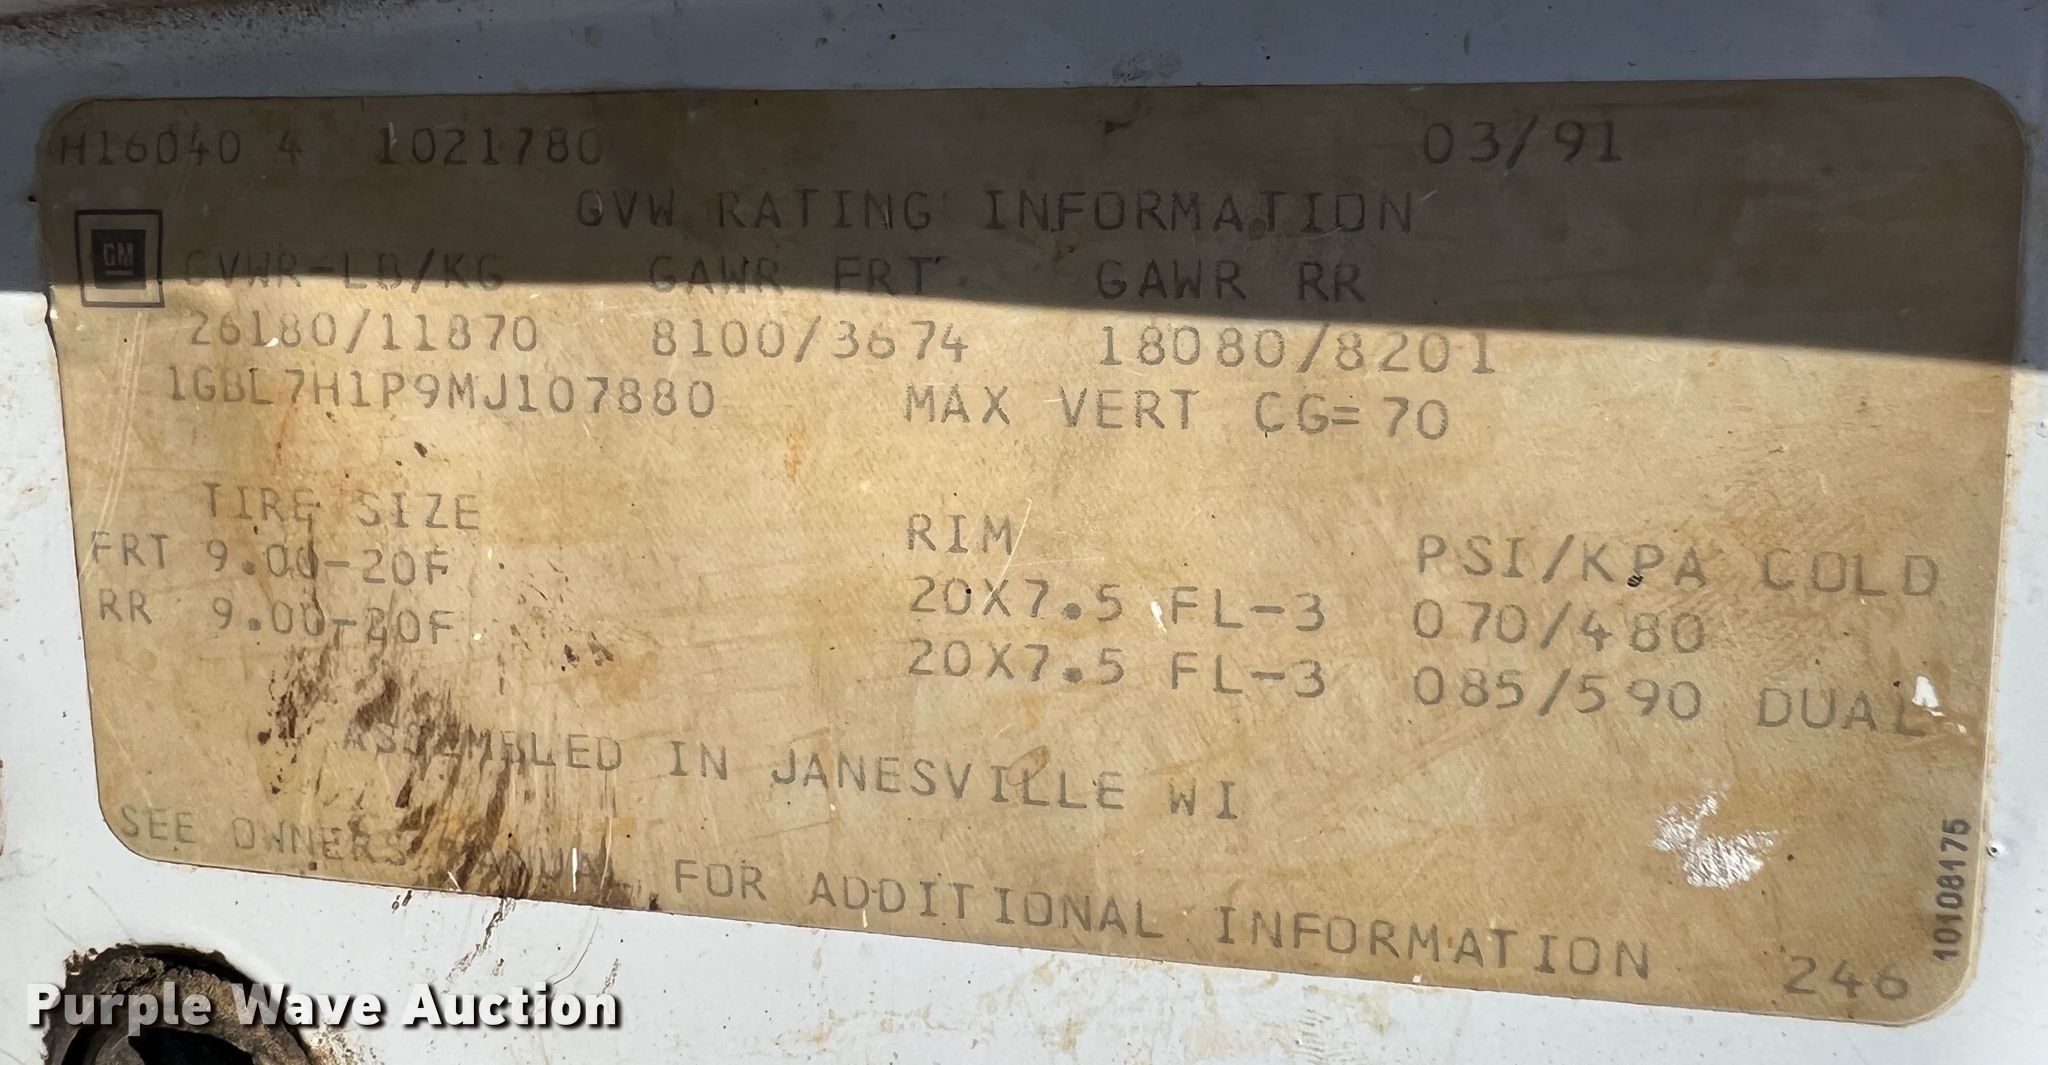 H16040 4 1021780 03/91
GVW RATING INFORMATION
GM
GVWR-LB/KG GAWR FRT GAWR RR
26180/11870 8100/3674 18080/8201
1GBL7H1P9MJ107880 MAX VERT CG=70
TIRE SIZE RIM PSI/KPA COLD
FRT 9.00-20F 20X7.5 FL-3 070/480
RR 9.00-20F 20X7.5 FL-3 085/590 DUAL
ASSEMBLED IN JANESVILLE WI
SEE OWNERS MANUAL FOR ADDITIONAL INFORMATION 246
10108175
Purple Wave Auction